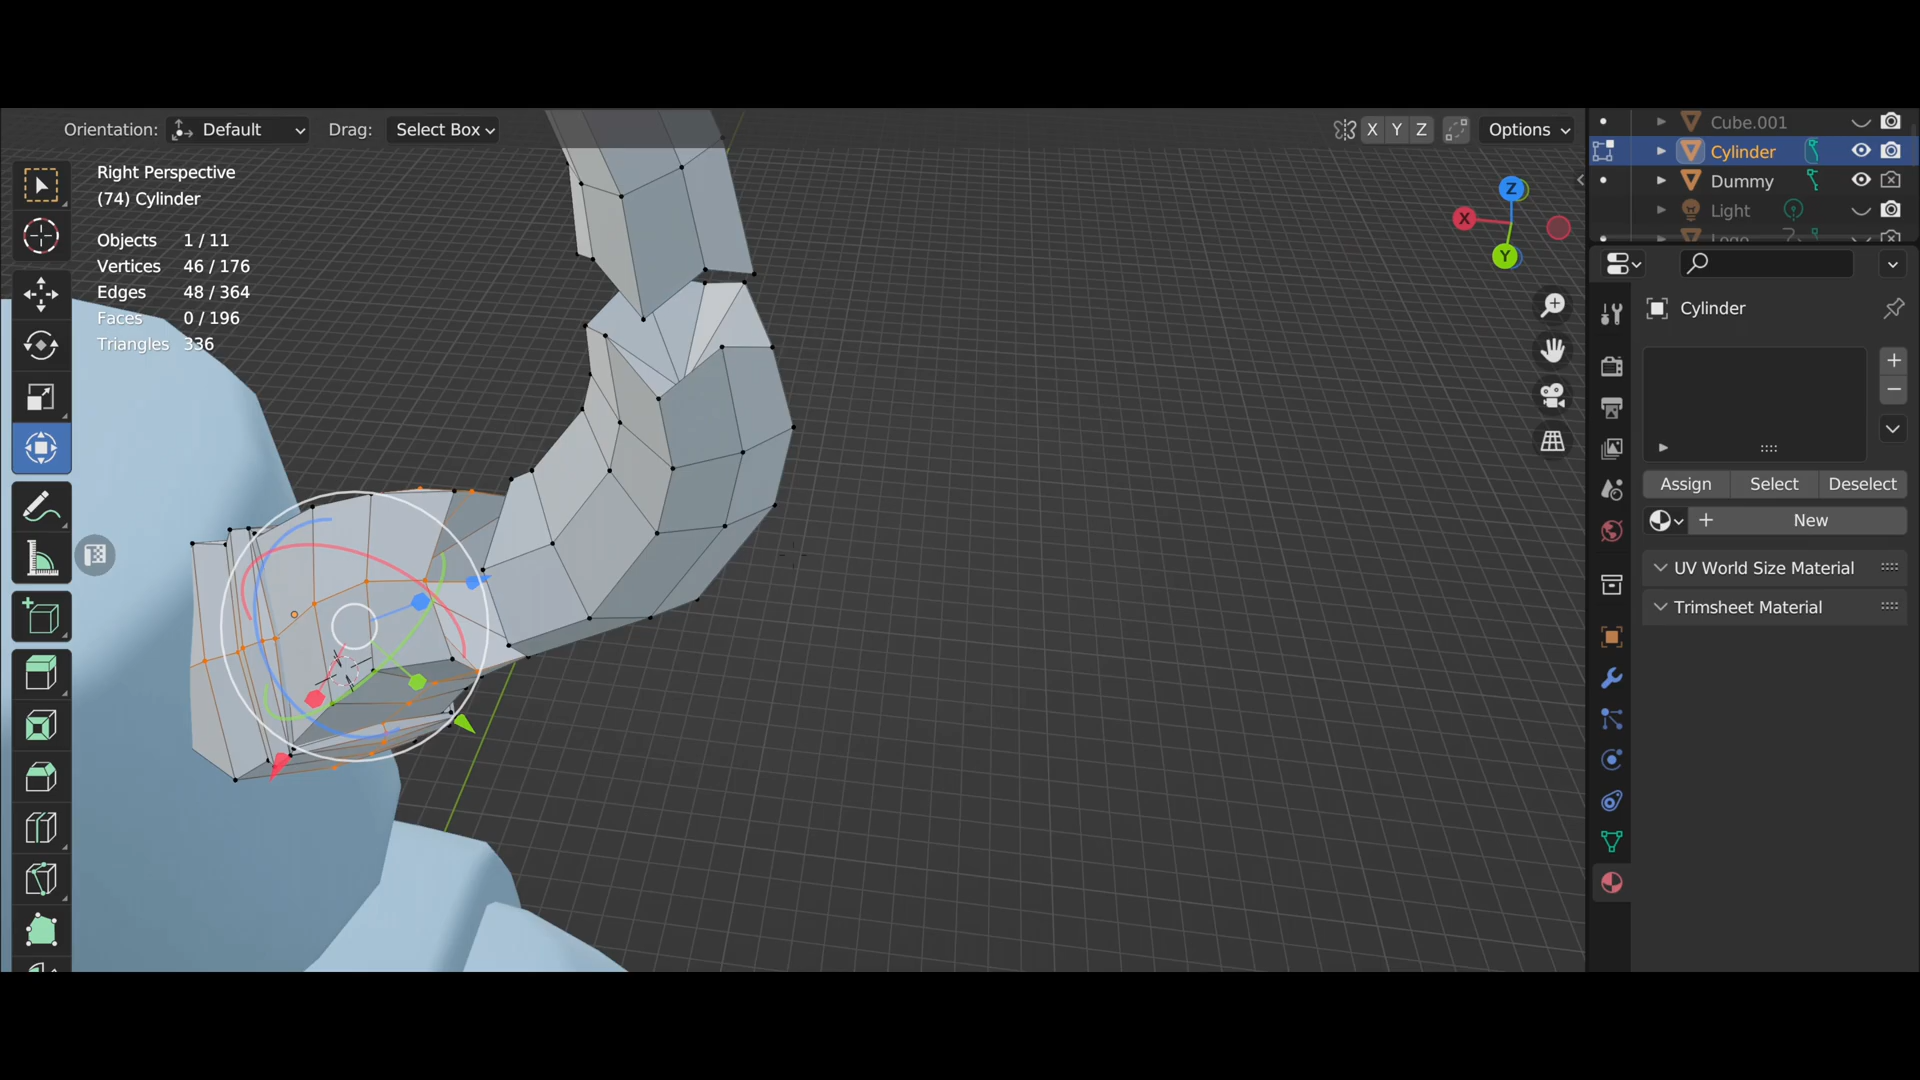 Orientation: Default Drag: Select Box
X Y Z Options
Right Perspective
(74) Cylinder
Objects 1 / 11
Vertices 46 / 176
Edges 48 / 364
Faces 0 / 196
Triangles 336
Z
X
Y
Cube.001
Cylinder
Dummy
Light
Logo
Cylinder
Assign Select Deselect
New
UV World Size Material
Trimsheet Material